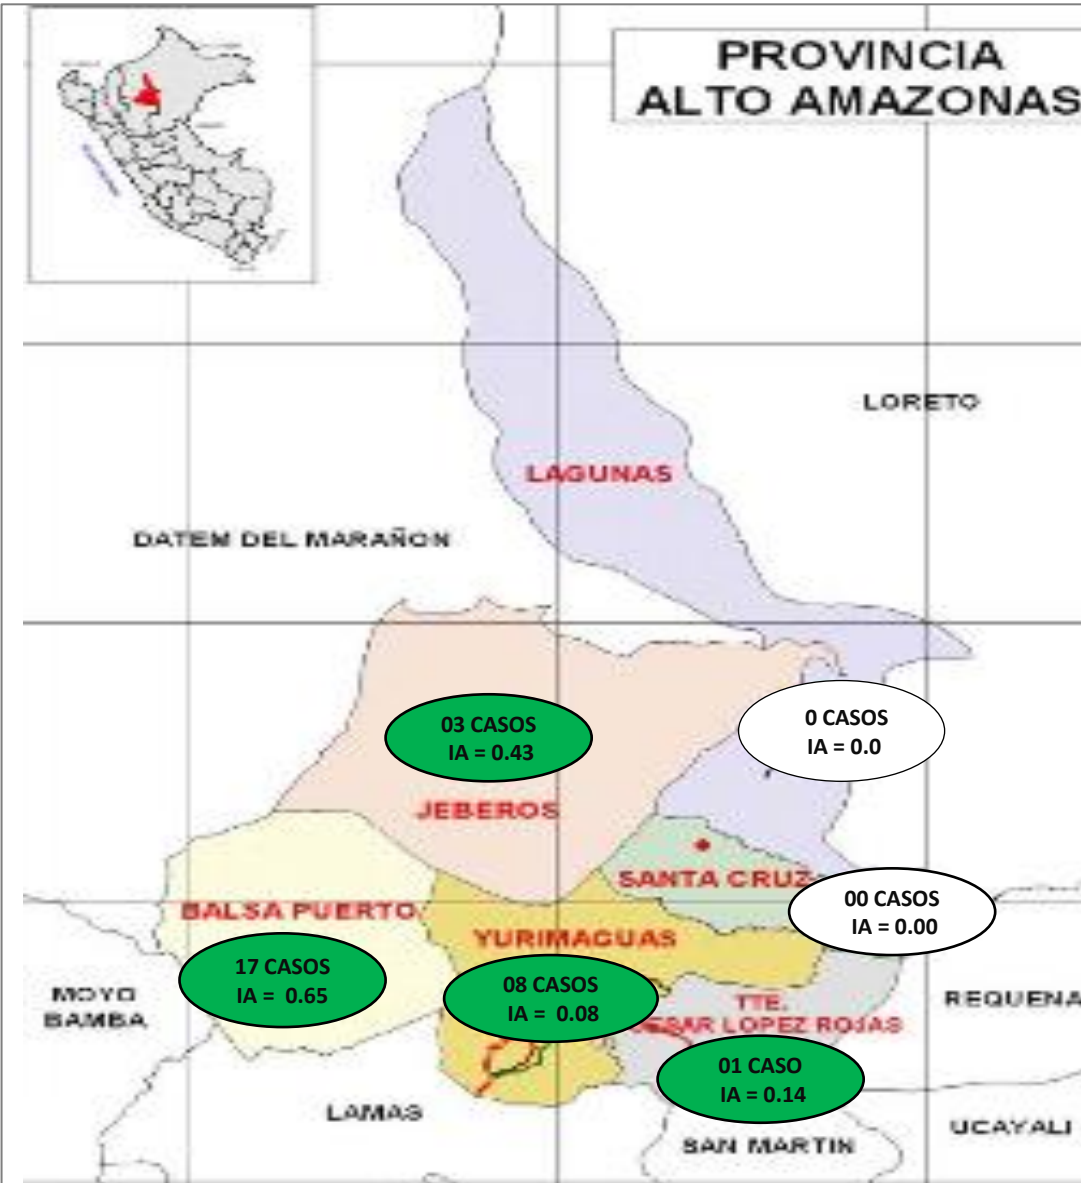 PROVINCIA
ALTO AMAZONAS
LORETO
LAGUNAS
DATEM DEL MARAÑON
03 CASOS
IA = 0.43
0 CASOS
IA = 0.0
JEBEROS
SANTA CRUZ
00 CASOS
IA = 0.00
BALSA PUERTO
YURIMAGUAS
17 CASOS
IA = 0.65
08 CASOS
IA = 0.08
MOYO
BAMBA
TTE.
ESAR LOPEZ ROJAS
REQUENA
01 CASO
IA = 0.14
LAMAS
SAN MARTIN
UCAYALI